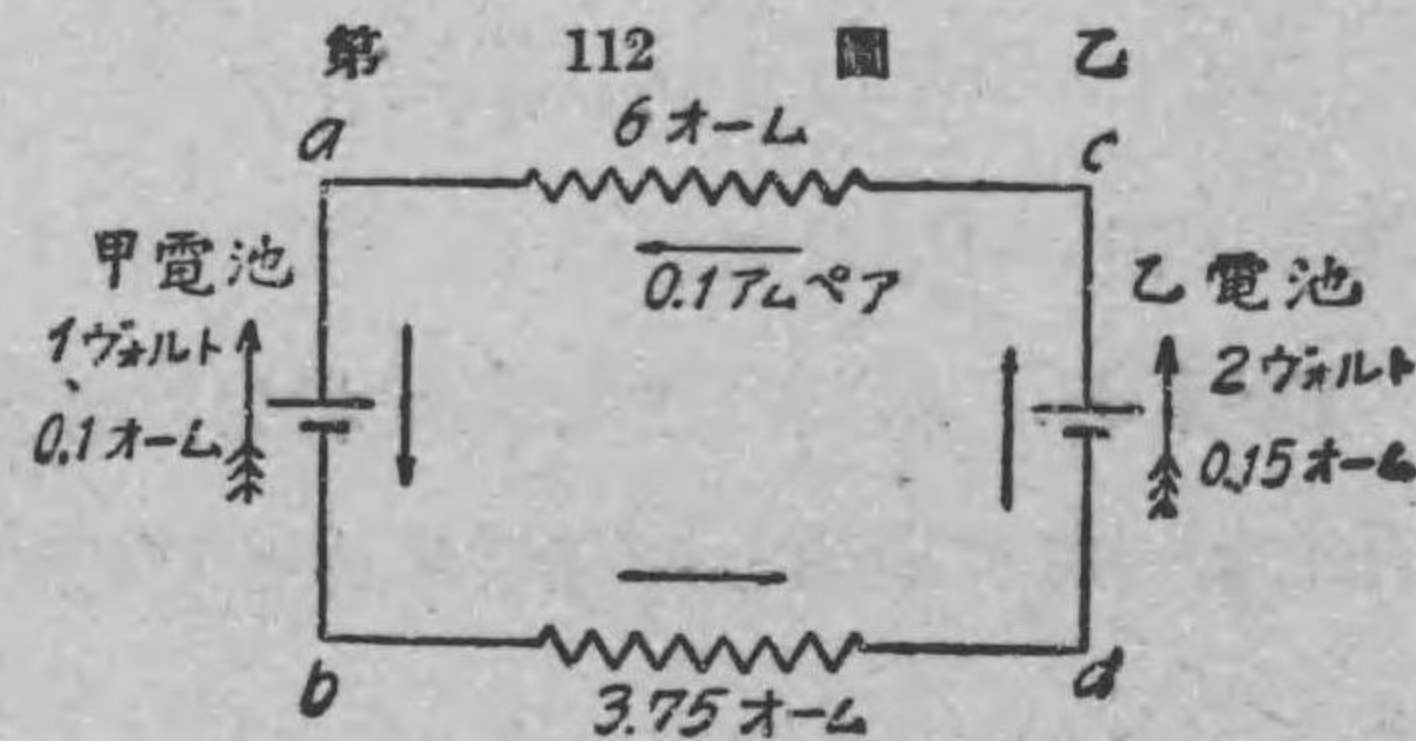 第 112 圖 乙
6オーム
a
c
甲電池
0.1アムペア
乙電池
1ヴォルト
2ヴォルト
0.1オーム
0.15オーム
b
3.75オーム
d